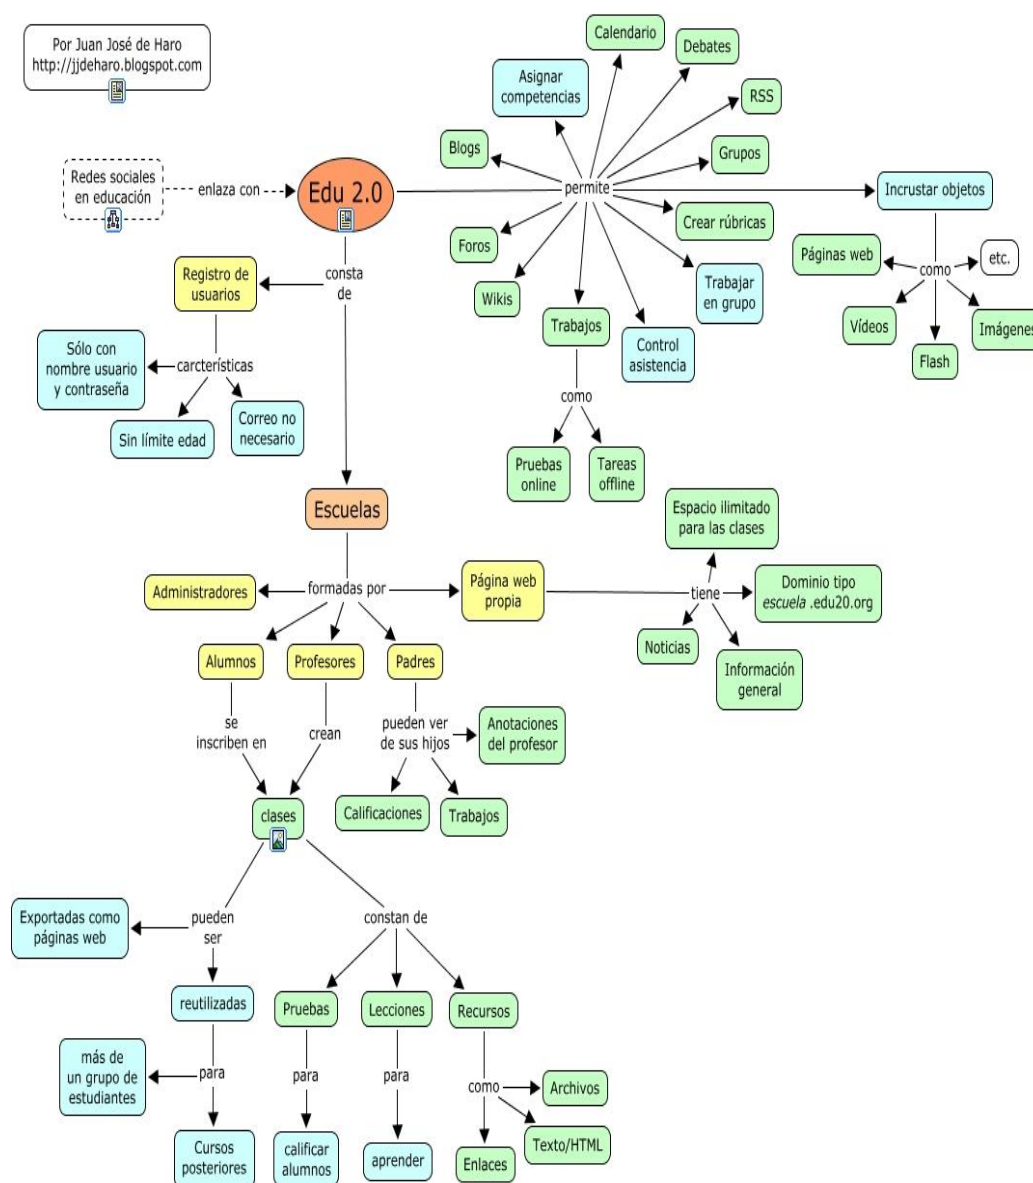 Por Juan José de Haro
http://jjdeharo.blogspot.com
Calendario
Debates
Asignar
competencias
RSS
Blogs
Grupos
Redes sociales
en educación
enlaza con
Edu 2.0
permite
Incrustar objetos
Crear rúbricas
Foros
Páginas web
etc.
como
Registro de
usuarios
consta
de
Wikis
Trabajar
en grupo
Trabajos
Control
asistencia
Vídeos
Imágenes
Flash
Sólo con
nombre usuario
y contraseña
carcterísticas
Sin límite edad
Correo no
necesario
como
Pruebas
online
Tareas
offline
Escuelas
Espacio ilimitado
para las clases
Administradores
formadas por
Página web
propia
tiene
Dominio tipo
escuela .edu20.org
Noticias
Información
general
Alumnos
Profesores
Padres
se
inscriben en
crean
pueden ver
de sus hijos
Anotaciones
del profesor
clases
Calificaciones
Trabajos
Exportadas como
páginas web
pueden
ser
constan de
reutilizadas
Pruebas
Lecciones
Recursos
más de
un grupo de
estudiantes
para
para
para
como
Archivos
Cursos
posteriores
calificar
alumnos
aprender
Enlaces
Texto/HTML